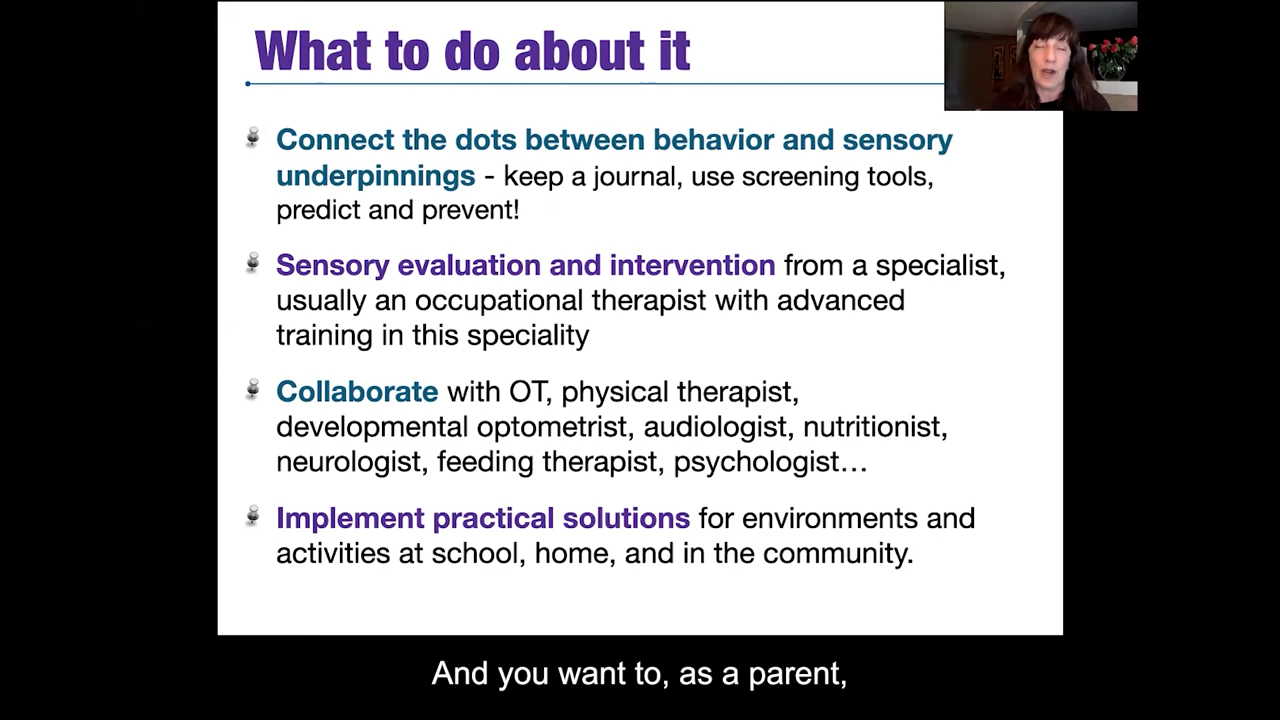 What to do about it
Connect the dots between behavior and sensory
underpinnings - keep a journal, use screening tools,
predict and prevent!
Sensory evaluation and intervention from a specialist,
usually an occupational therapist with advanced
training in this speciality
Collaborate with OT, physical therapist,
developmental optometrist, audiologist, nutritionist,
neurologist, feeding therapist, psychologist…
Implement practical solutions for environments and
activities at school, home, and in the community.
And you want to, as a parent,